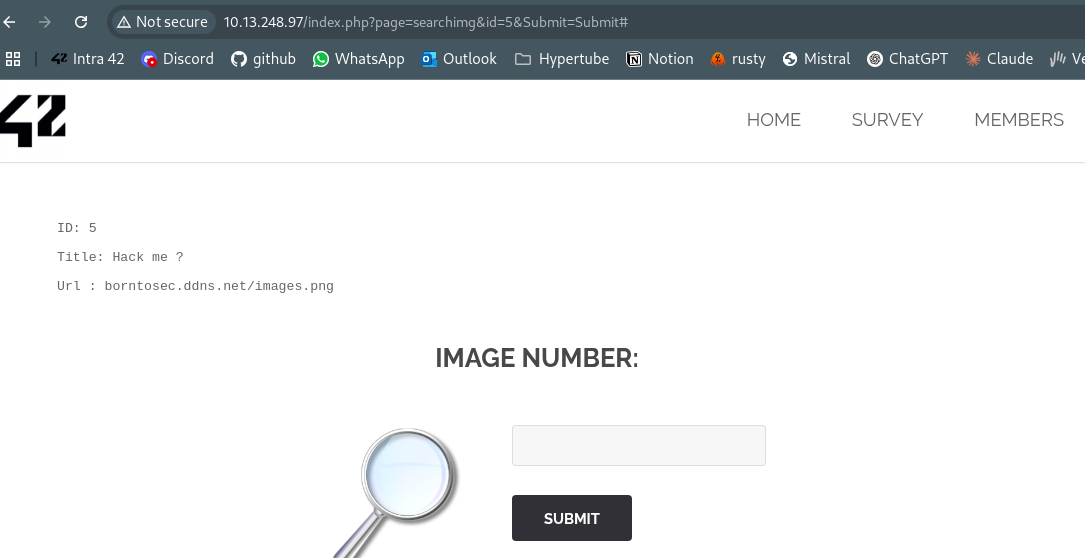 Not secure 10.13.248.97/index.php?page=searchimg&id=5&Submit=Submit#
42 Intra 42 Discord github WhatsApp Outlook Hypertube Notion rusty Mistral ChatGPT Claude Ve
42 HOME SURVEY MEMBERS
ID: 5
Title: Hack me ?
Url : borntosec.ddns.net/images.png
IMAGE NUMBER:
SUBMIT